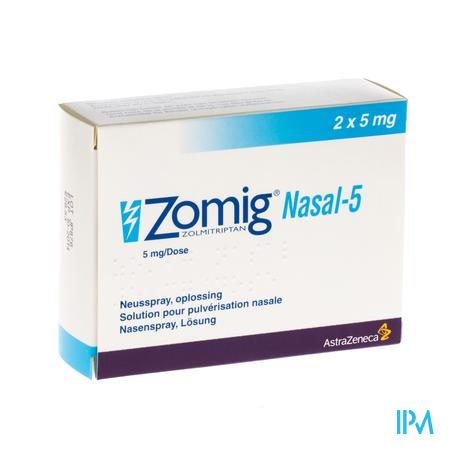 2 x 5 mg
Zomig® Nasal-5
ZOLMITRIPTAN
5 mg/Dose
Neusspray, oplossing
Solution pour pulvérisation nasale
Nasenspray, Lösung
AstraZeneca
IPM